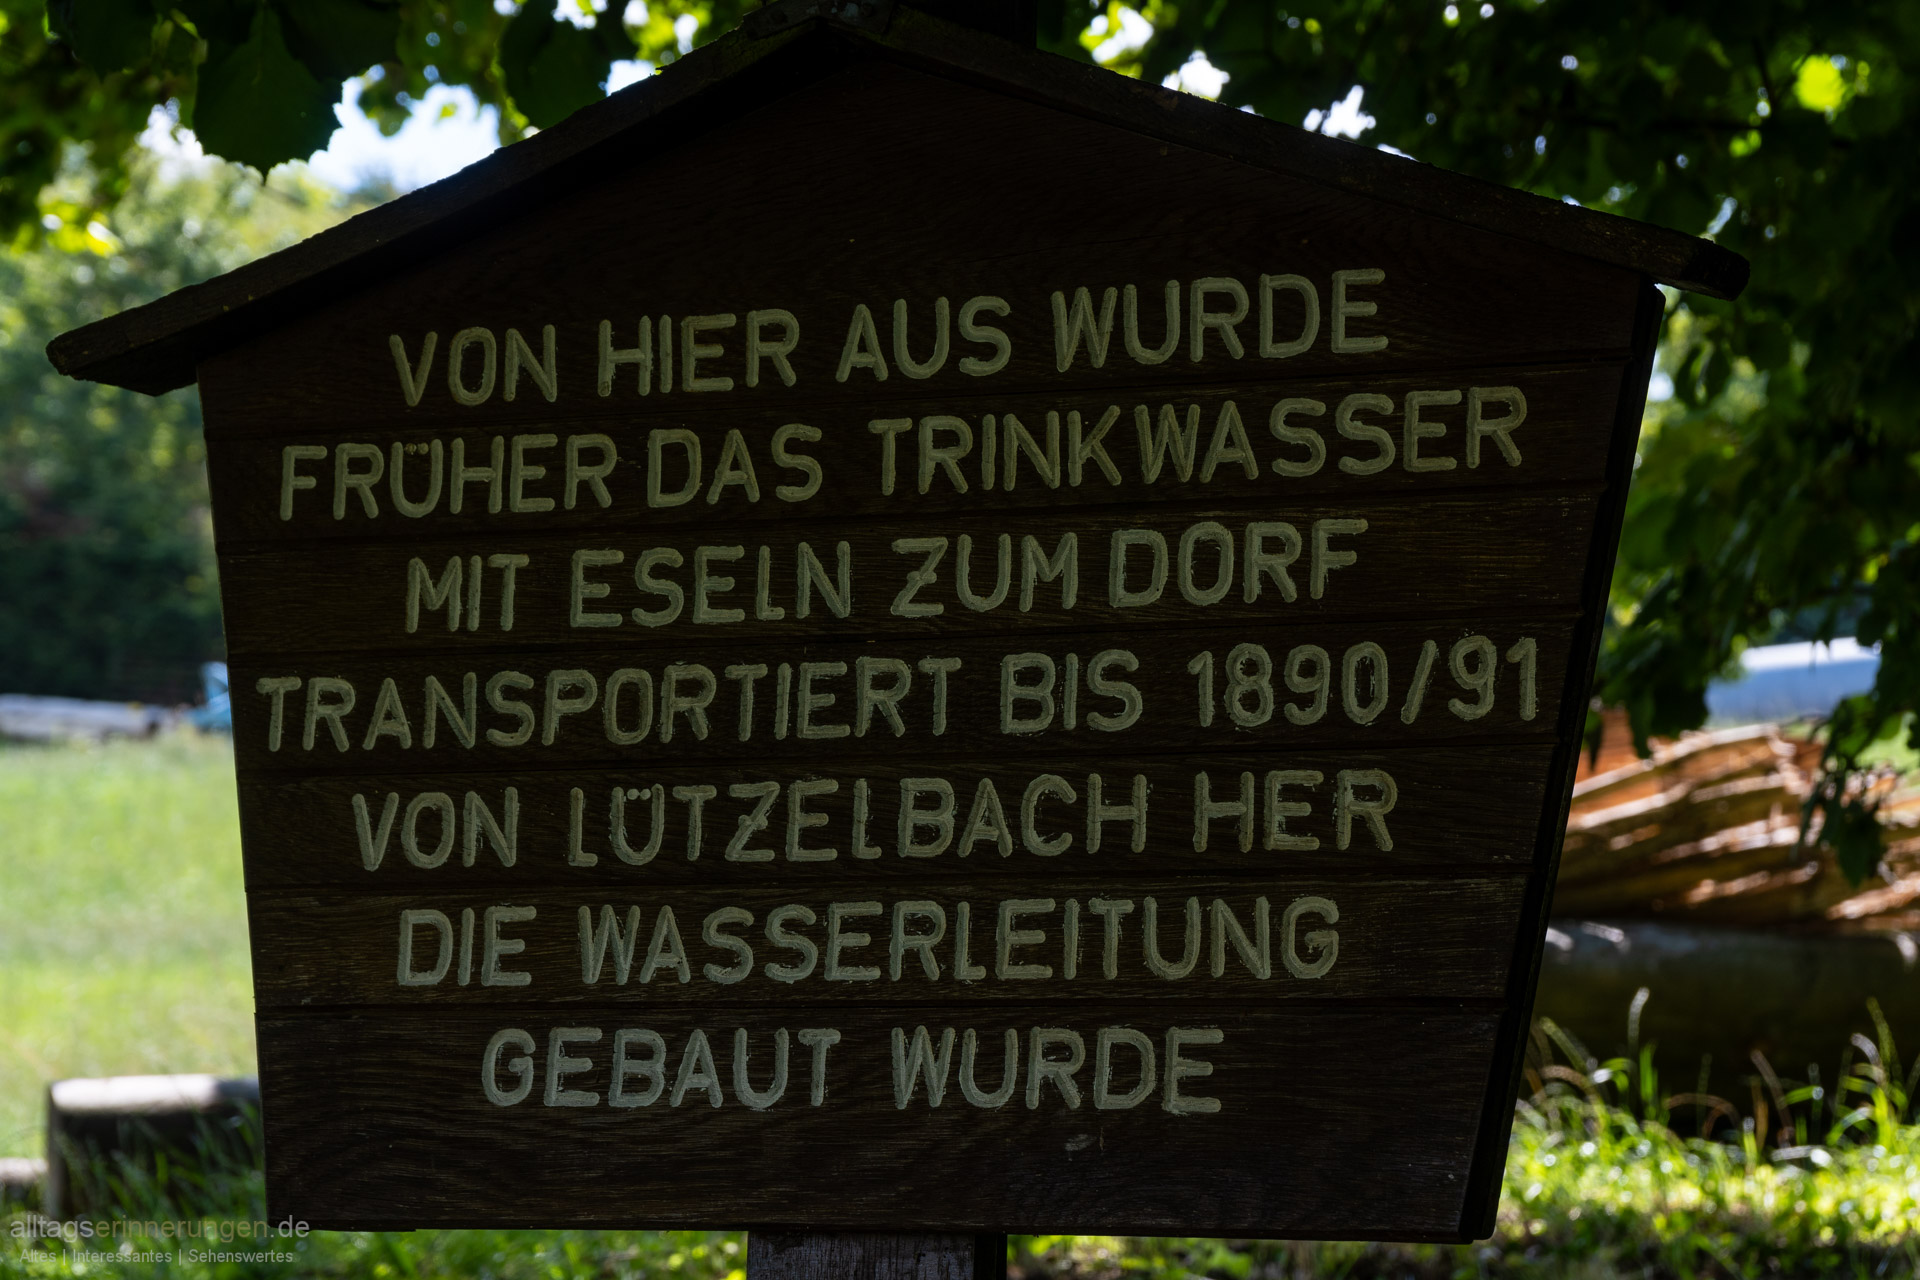 VON HIER AUS WURDE
FRÜHER DAS TRINKWASSER
MIT ESELN ZUM DORF
TRANSPORTIERT BIS 1890/91
VON LÜTZELBACH HER
DIE WASSERLEITUNG
GEBAUT WURDE
alltagserinnerungen.de
Altes | Interessantes | Sehenswertes